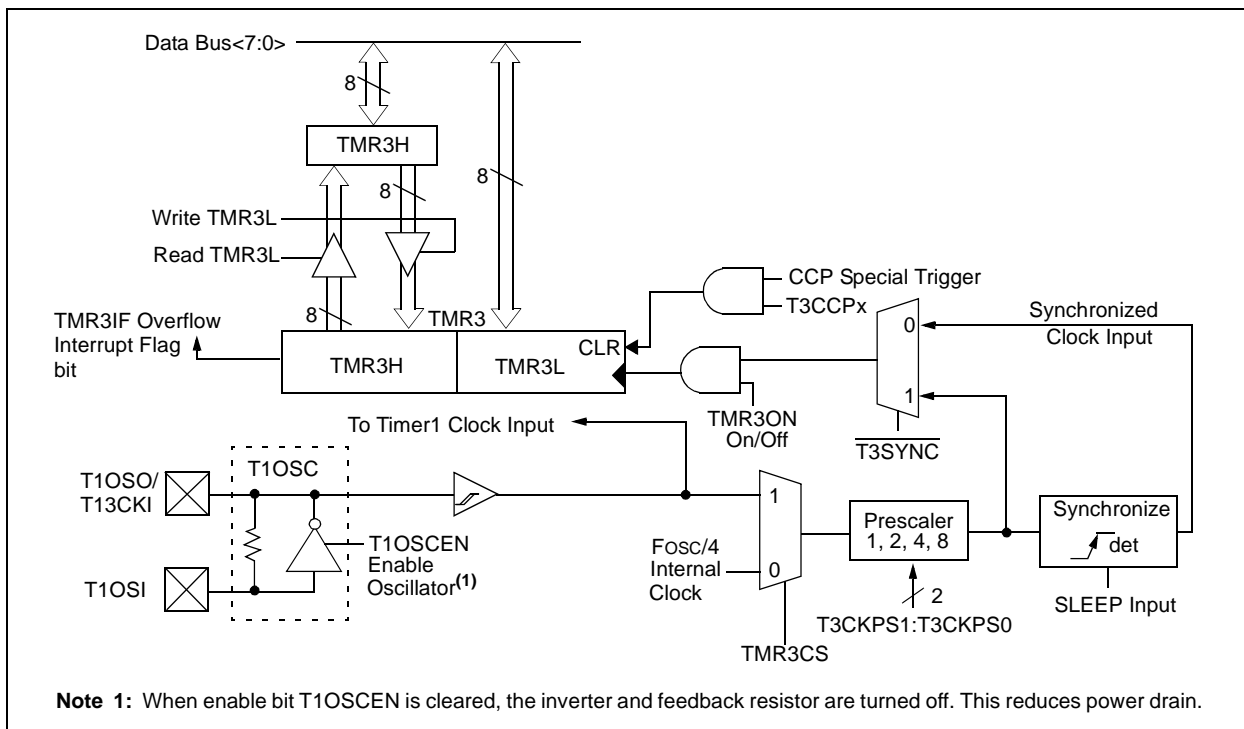 Data Bus<7:0>
8
TMR3H
8
8
Write TMR3L
Read TMR3L
CCP Special Trigger
T3CCPx
8
TMR3
TMR3IF Overflow
Interrupt Flag
bit
TMR3H
TMR3L
CLR
0
1
Synchronized
Clock Input
TMR3ON
On/Off
T3SYNC
To Timer1 Clock Input
T1OSC
T1OSO/
T13CKI
1
Prescaler
1, 2, 4, 8
Synchronize
det
T1OSCEN
Enable
Oscillator(1)
FOSC/4
Internal
Clock
0
T1OSI
2
SLEEP Input
T3CKPS1:T3CKPS0
TMR3CS
Note 1: When enable bit T1OSCEN is cleared, the inverter and feedback resistor are turned off. This reduces power drain.